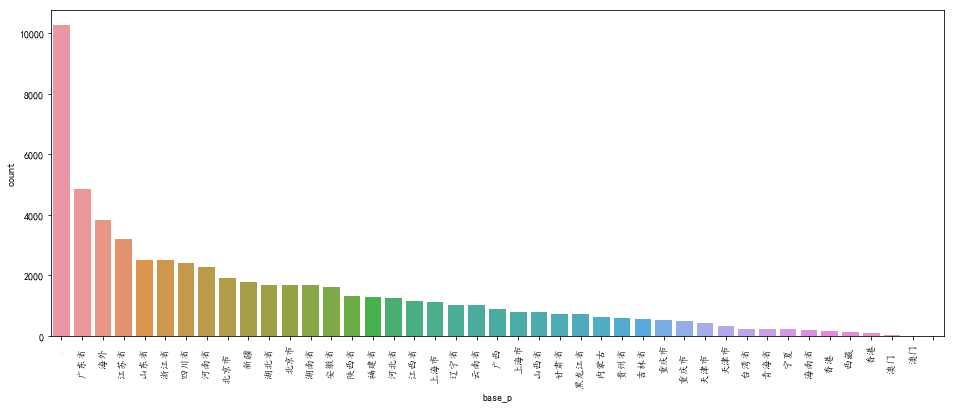 10000
8000
6000
4000
2000
0
count
.
广东省
海外
江苏省
山东省
浙江省
四川省
河南省
北京市
新疆
湖北省
北京市
湖南省
安徽省
陕西省
福建省
河北省
江西省
上海市
辽宁省
云南省
广西
上海市
山西省
甘肃省
黑龙江省
内蒙古
贵州省
吉林省
重庆市
重庆市
天津市
天津市
台湾省
青海省
宁夏
海南省
香港
西藏
香港
澳门
澳门
base_p